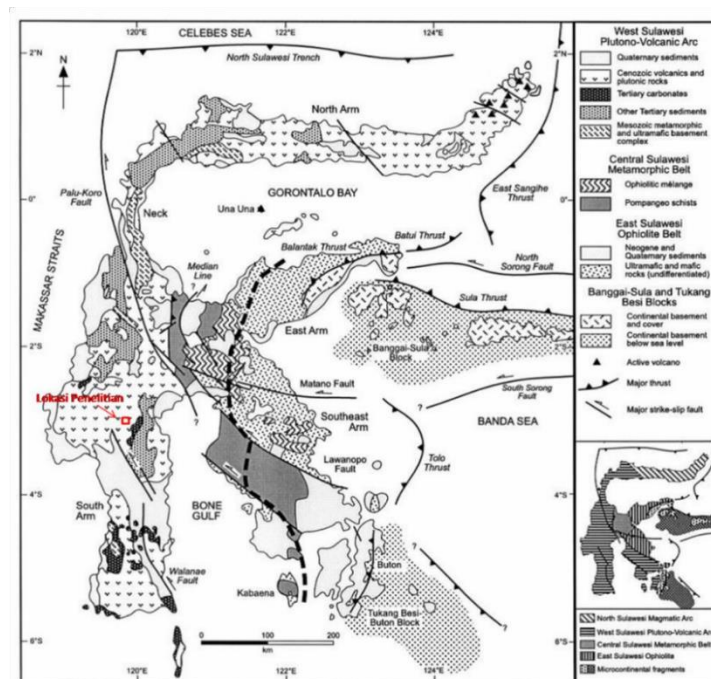 120°E
122°E
124°E
CELEBES SEA
2°N
N
North Sulawesi Trench
North Arm
Palu-Koro
Fault
GORONTALO BAY
East Sangihe
Thrust
0°
Neck
Una Una
Batui Thrust
Balantak Thrust
North
Sorong Fault
MAKASSAR STRAITS
Median
Line
?
?
Sula Thrust
East Arm
2°S
Banggai-Sula
Block
2°S
Matano Fault
South Sorong Fault
Lokasi Penelitian
?
?
Southeast
Arm
BANDA SEA
Lawanopo
Fault
Tolo
Thrust
4°S
South
Arm
BONE
GULF
?
Buton
Walanae
Fault
Kabaena
Tukang Besi-
Buton Block
?
6°S
0
100
200
km
120°E
122°E
124°E
West Sulawesi
Plutono-Volcanic Arc
Quaternary sediments
Cenozoic volcanics and
plutonic rocks
Tertiary carbonates
Other Tertiary sediments
Mesozoic metamorphic
and ultramafic basement
complex
Central Sulawesi
Metamorphic Belt
Ophiolitic mélange
Pompangeo schists
East Sulawesi
Ophiolite Belt
Neogene and
Quaternary sediments
Ultramafic and mafic
rocks (undifferentiated)
Banggai-Sula and Tukang
Besi Blocks
Continental basement
and cover
Continental basement
below sea level
Active volcano
Major thrust
Major strike-slip fault
North Sulawesi Magmatic Arc
West Sulawesi Plutono-Volcanic Arc
Central Sulawesi Metamorphic Belt
East Sulawesi Ophiolite
Microcontinental fragments